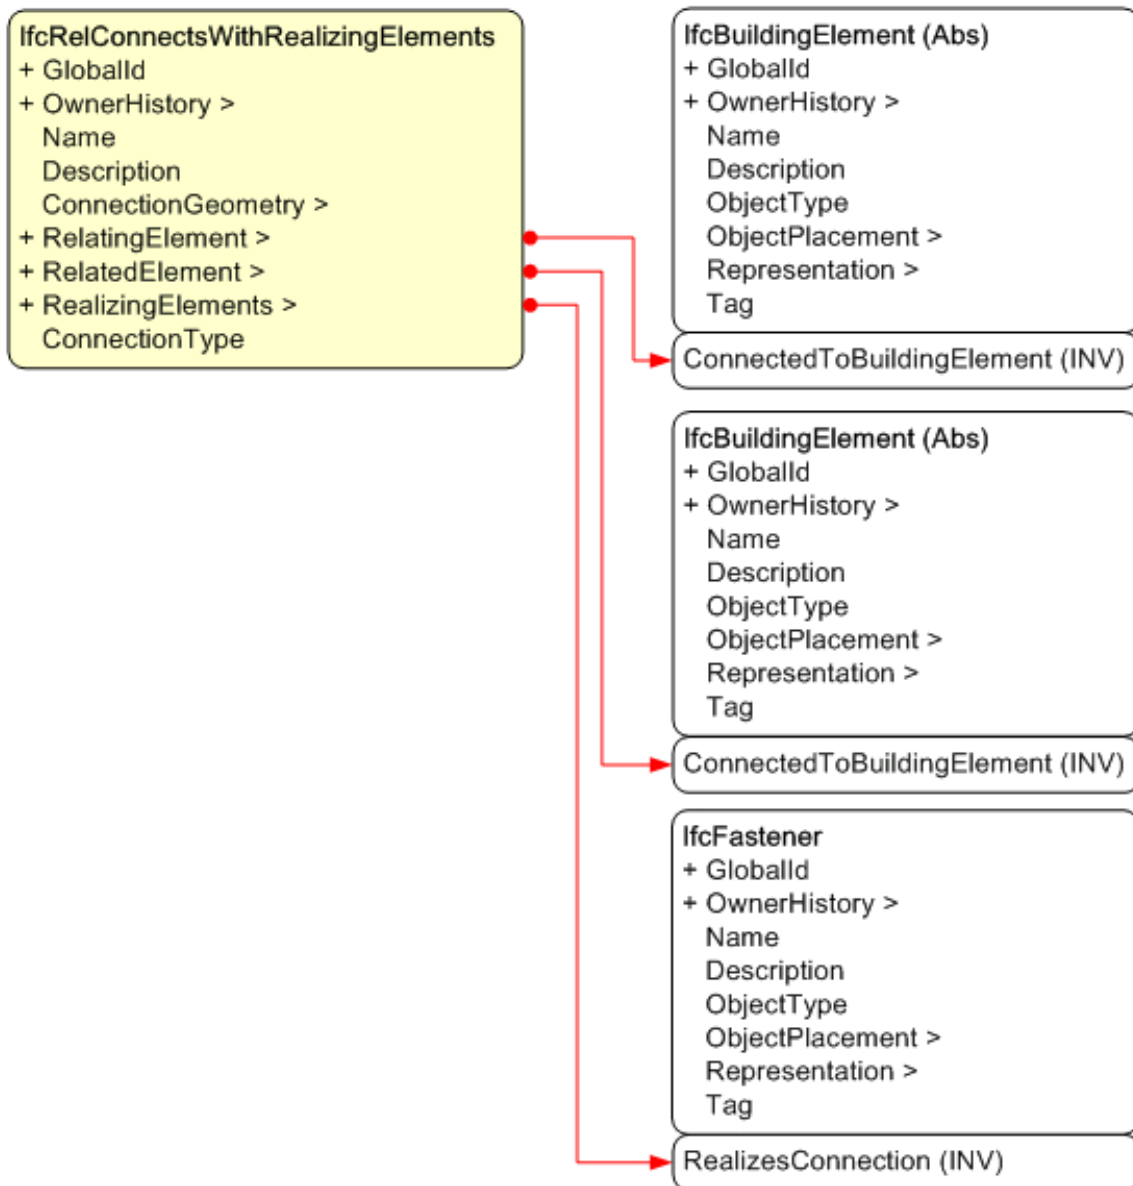 IfcRelConnectsWithRealizingElements
+ GlobalId
+ OwnerHistory >
Name
Description
ConnectionGeometry >
+ RelatingElement >
+ RelatedElement >
+ RealizingElements >
ConnectionType
IfcBuildingElement (Abs)
+ GlobalId
+ OwnerHistory >
Name
Description
ObjectType
ObjectPlacement >
Representation >
Tag
ConnectedToBuildingElement (INV)
IfcBuildingElement (Abs)
+ GlobalId
+ OwnerHistory >
Name
Description
ObjectType
ObjectPlacement >
Representation >
Tag
ConnectedToBuildingElement (INV)
IfcFastener
+ GlobalId
+ OwnerHistory >
Name
Description
ObjectType
ObjectPlacement >
Representation >
Tag
RealizesConnection (INV)